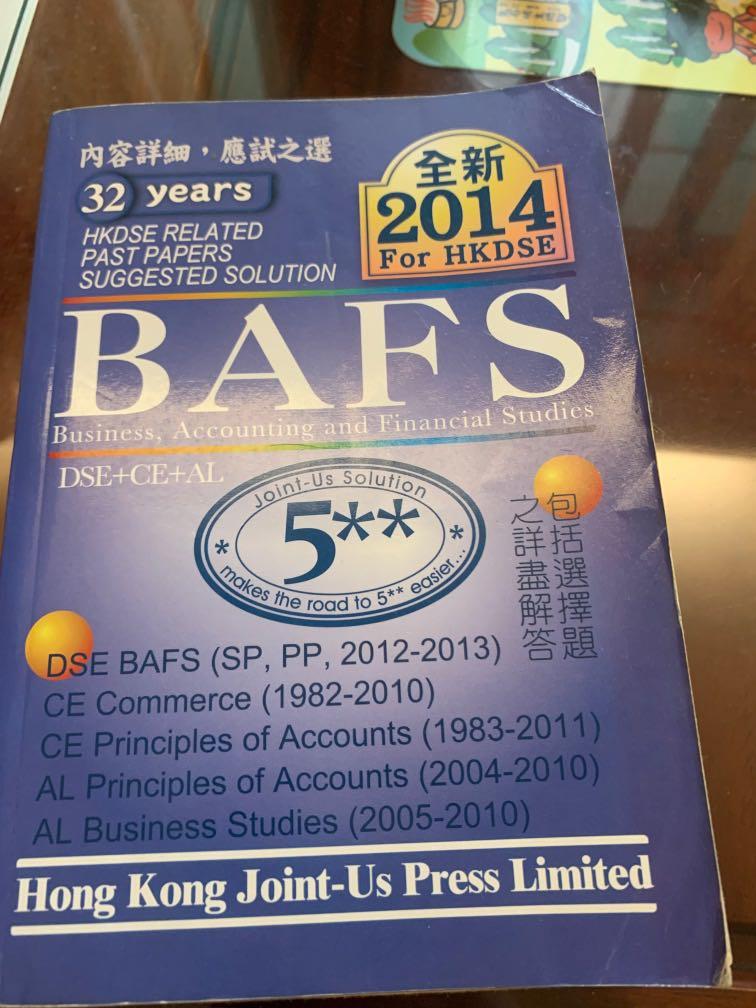 內容詳細，應試之選
32 years
HKDSE RELATED
PAST PAPERS
SUGGESTED SOLUTION
全新
2014
For HKDSE
BAFS
Business, Accounting and Financial Studies
DSE+CE+AL
Joint-Us Solution
* 5** *
makes the road to 5** easier...
包括選擇題
之詳盡解答
DSE BAFS (SP, PP, 2012-2013)
CE Commerce (1982-2010)
CE Principles of Accounts (1983-2011)
AL Principles of Accounts (2004-2010)
AL Business Studies (2005-2010)
Hong Kong Joint-Us Press Limited